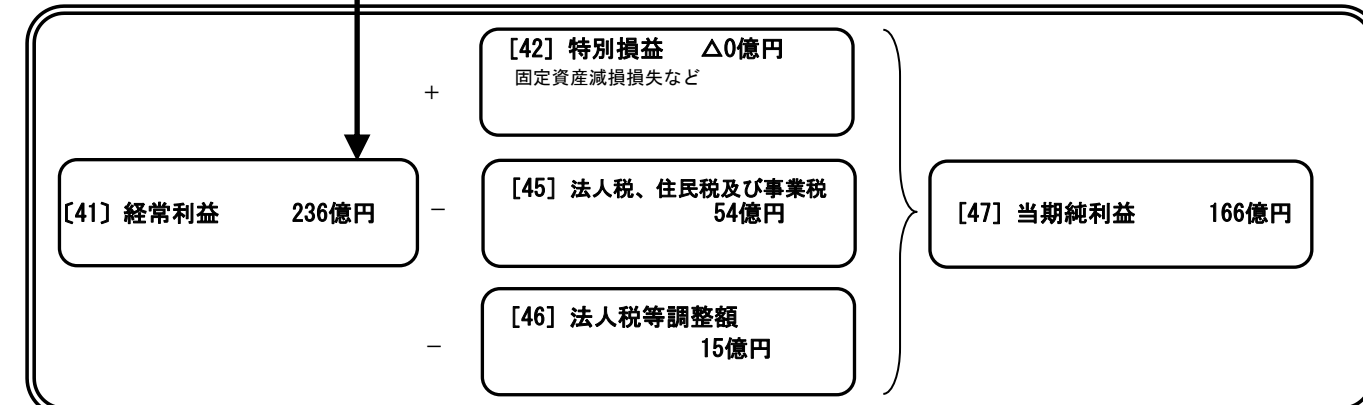 [42] 特別損益 △0億円
固定資産減損損失など
+
[45] 法人税、住民税及び事業税
54億円
〔41〕経常利益 236億円
−
[47] 当期純利益 166億円
[46] 法人税等調整額
15億円
−